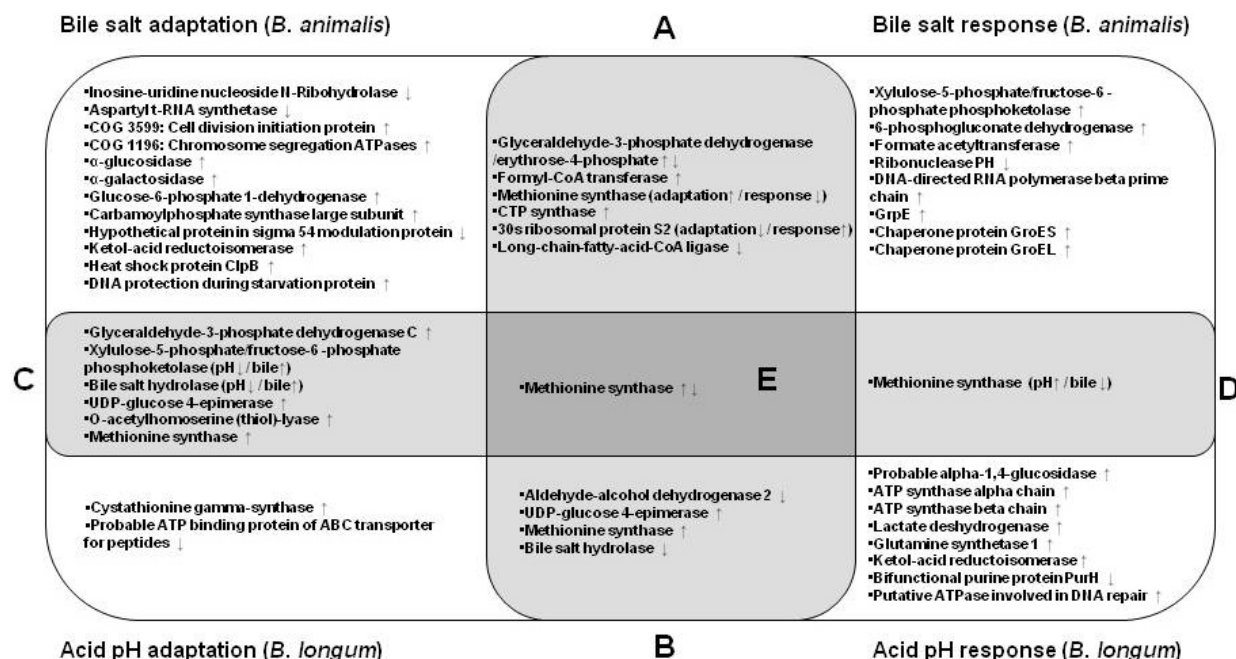 Bile salt adaptation (B. animalis)
A
Bile salt response (B. animalis)
▪Inosine-uridine nucleoside N-Ribohydrolase ↓
▪Aspartyl t-RNA synthetase ↓
▪COG 3599: Cell division initiation protein ↑
▪COG 1196: Chromosome segregation ATPases ↑
▪α-glucosidase ↑
▪α-galactosidase ↑
▪Glucose-6-phosphate 1-dehydrogenase ↑
▪Carbamoylphosphate synthase large subunit ↑
▪Hypothetical protein in sigma 54 modulation protein ↓
▪Ketol-acid reductoisomerase ↑
▪Heat shock protein ClpB ↑
▪DNA protection during starvation protein ↑
▪Glyceraldehyde-3-phosphate dehydrogenase
/erythrose-4-phosphate ↑ ↓
▪Formyl-CoA transferase ↑
▪Methionine synthase (adaptation↑ / response ↓)
▪CTP synthase ↑
▪30s ribosomal protein S2 (adaptation↓ / response↑)
▪Long-chain-fatty-acid-CoA ligase ↓
▪Xylulose-5-phosphate/fructose-6 -
phosphate phosphoketolase ↑
▪6-phosphogluconate dehydrogenase ↑
▪Formate acetyltransferase ↑
▪Ribonuclease PH ↓
▪DNA-directed RNA polymerase beta prime
chain ↑
▪GrpE ↑
▪Chaperone protein GroES ↑
▪Chaperone protein GroEL ↑
C
▪Glyceraldehyde-3-phosphate dehydrogenase C ↑
▪Xylulose-5-phosphate/fructose-6 -phosphate
phosphoketolase (pH ↓ / bile↑)
▪Bile salt hydrolase (pH↓ / bile↑)
▪UDP-glucose 4-epimerase ↑
▪O-acetylhomoserine (thiol)-lyase ↑
▪Methionine synthase ↑
▪Methionine synthase ↑ ↓
E
▪Methionine synthase (pH↑ / bile ↓)
D
▪Cystathionine gamma-synthase ↑
▪Probable ATP binding protein of ABC transporter
for peptides ↓
▪Aldehyde-alcohol dehydrogenase 2 ↓
▪UDP-glucose 4-epimerase ↑
▪Methionine synthase ↑
▪Bile salt hydrolase ↓
▪Probable alpha-1,4-glucosidase ↑
▪ATP synthase alpha chain ↑
▪ATP synthase beta chain ↑
▪Lactate deshydrogenase ↑
▪Glutamine synthetase 1 ↑
▪Ketol-acid reductoisomerase ↑
▪Bifunctional purine protein PurH ↓
▪Putative ATPase involved in DNA repair ↑
Acid pH adaptation (B. longum)
B
Acid pH response (B. longum)